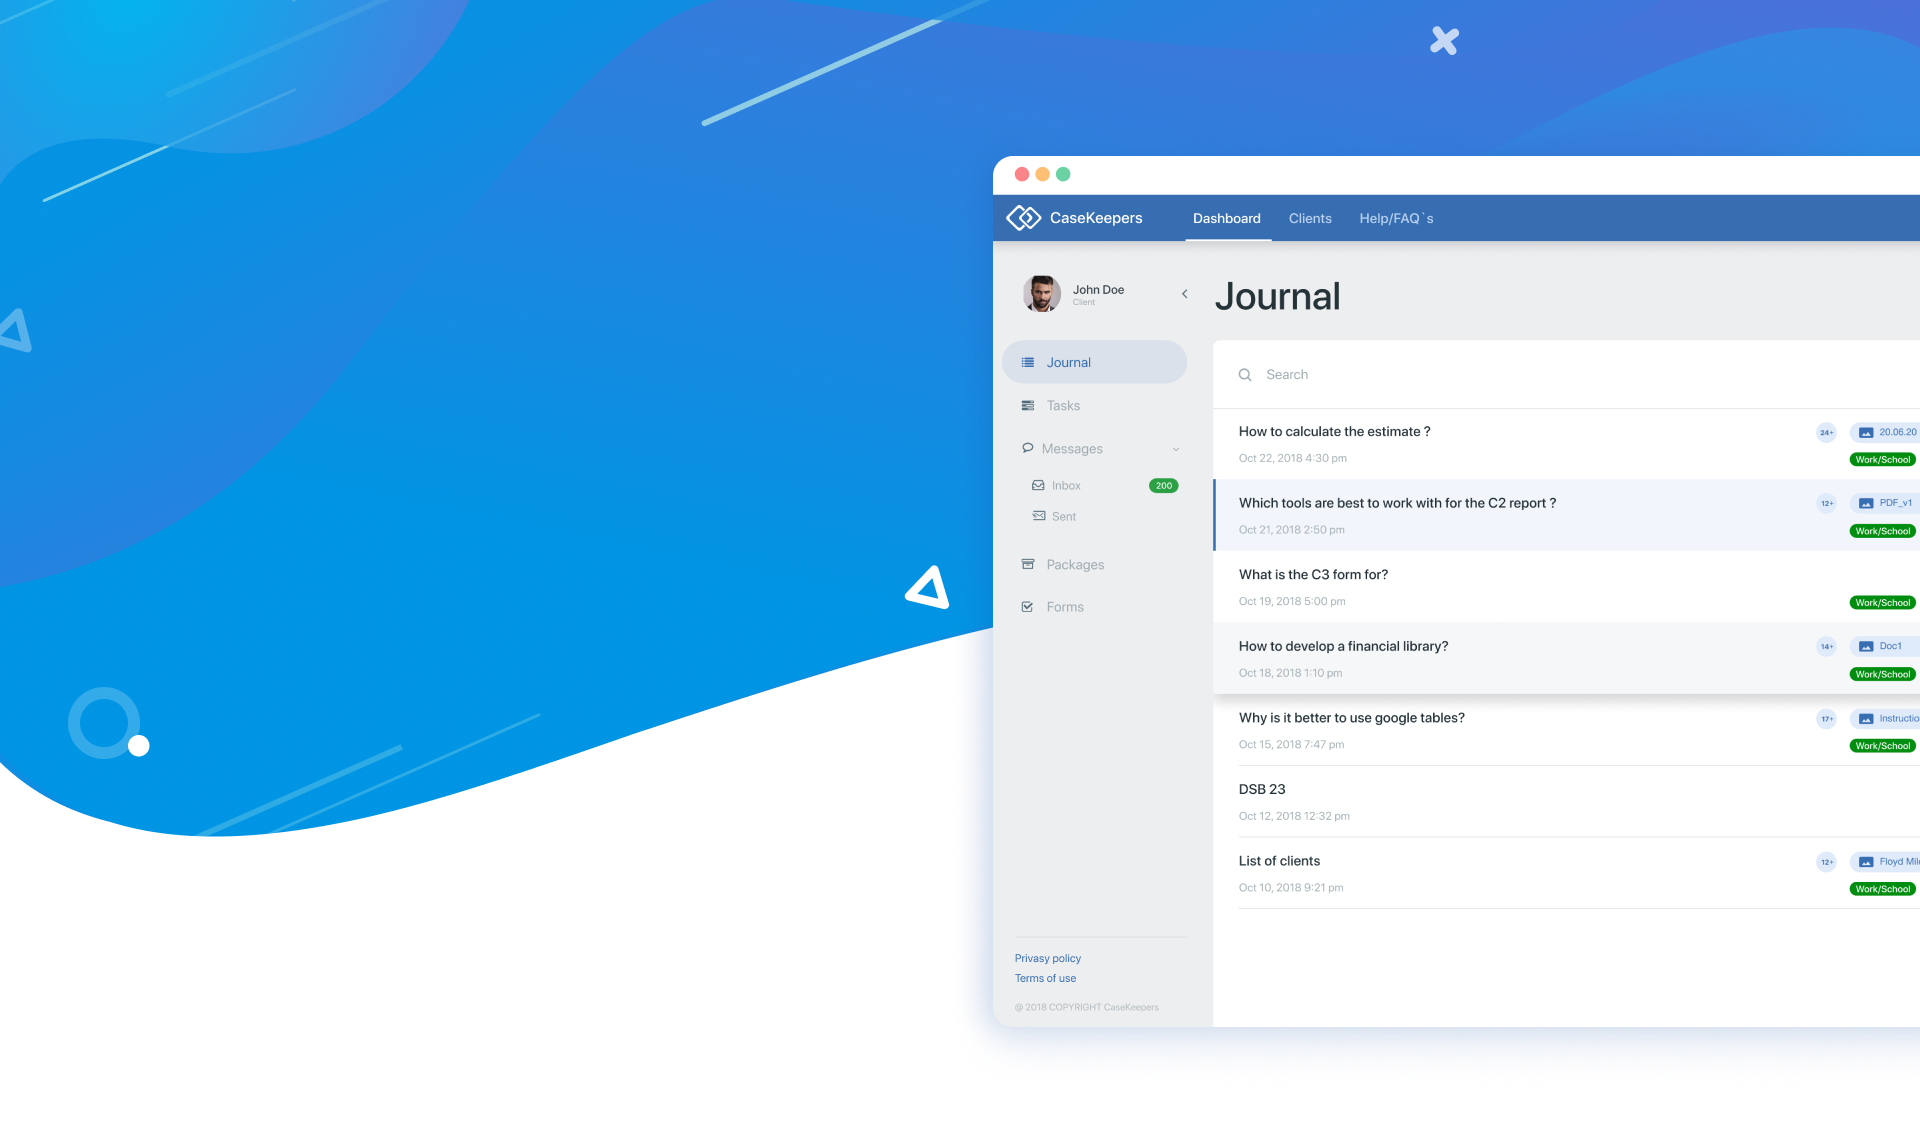 CaseKeepers
Dashboard Clients Help/FAQ`s
John Doe
Client
Journal
Tasks
Messages
Inbox 200
Sent
Packages
Forms
Privasy policy
Terms of use
@ 2018 COPYRIGHT CaseKeepers
Journal
Search
How to calculate the estimate ? 24+ 20.06.20
Oct 22, 2018 4:30 pm Work/School
Which tools are best to work with for the C2 report ? 12+ PDF_v1
Oct 21, 2018 2:50 pm Work/School
What is the C3 form for?
Oct 19, 2018 5:00 pm Work/School
How to develop a financial library? 14+ Doc1
Oct 18, 2018 1:10 pm Work/School
Why is it better to use google tables? 17+ Instructio
Oct 15, 2018 7:47 pm Work/School
DSB 23
Oct 12, 2018 12:32 pm
List of clients 12+ Floyd
Oct 10, 2018 9:21 pm Work/School